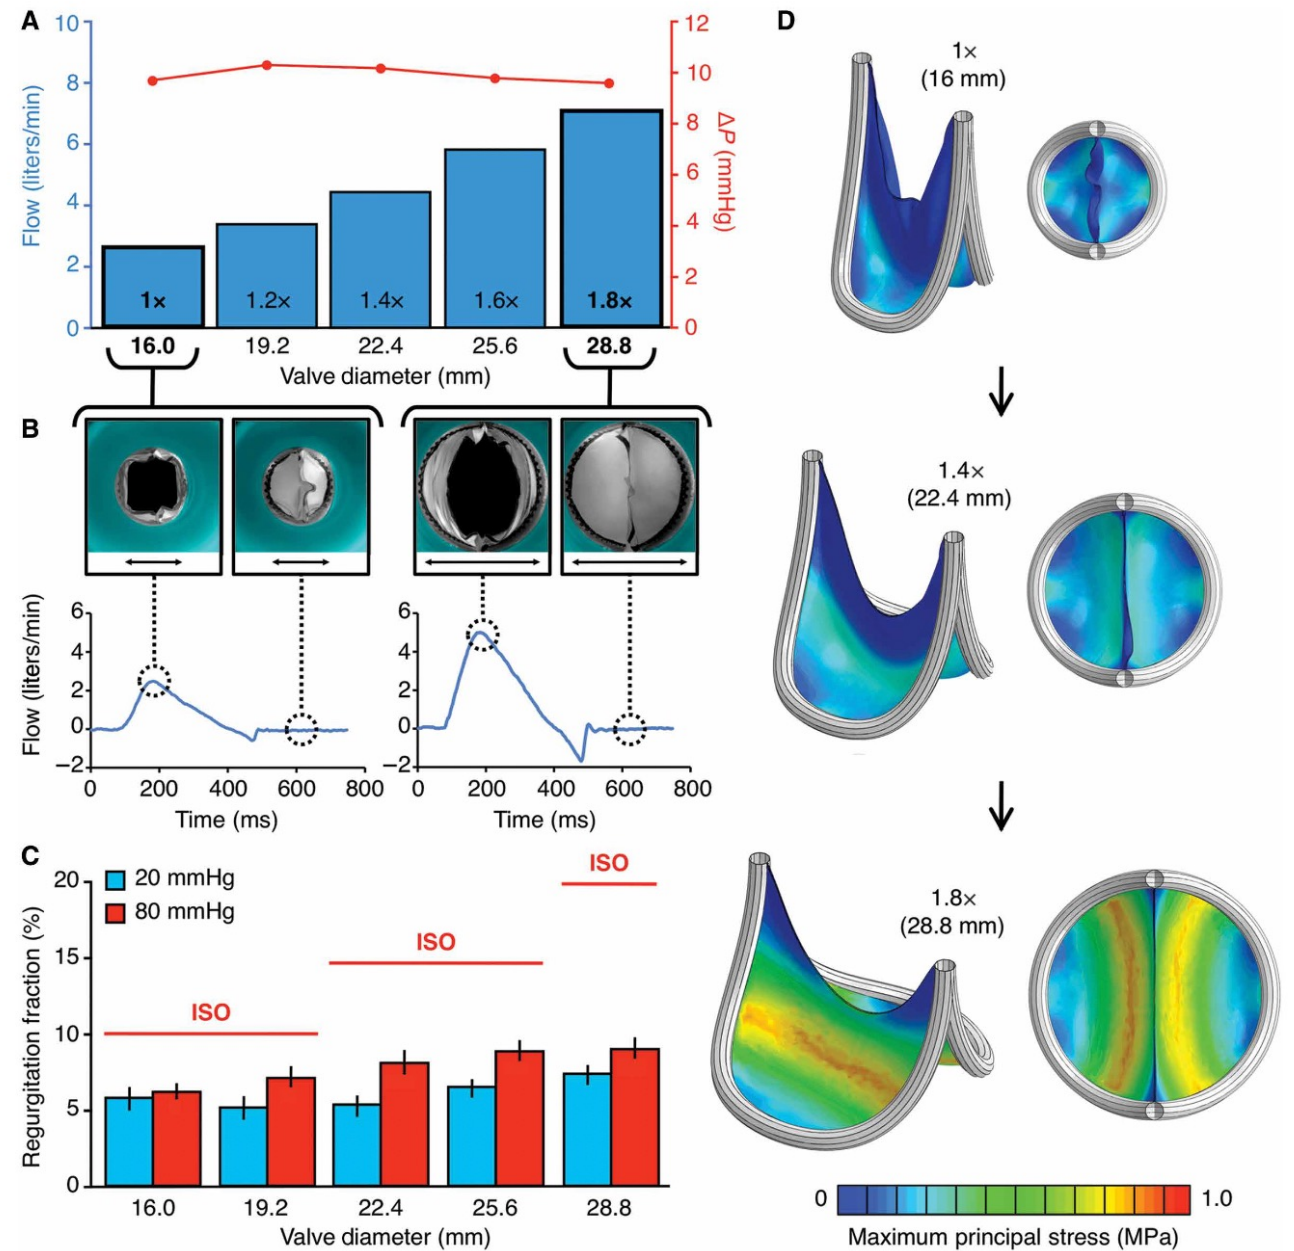 A
Flow (liters/min)
10
8
6
4
2
0
12
10
8
6
4
2
0
ΔP (mmHg)
1×
1.2×
1.4×
1.6×
1.8×
16.0
19.2
22.4
25.6
28.8
Valve diameter (mm)
B
Flow (liters/min)
6
4
2
0
−2
0
200
400
600
800
Time (ms)
6
4
2
0
−2
0
200
400
600
800
Time (ms)
C
Regurgitation fraction (%)
20
15
10
5
0
20 mmHg
80 mmHg
ISO
ISO
ISO
16.0
19.2
22.4
25.6
28.8
Valve diameter (mm)
D
1×
(16 mm)
1.4×
(22.4 mm)
1.8×
(28.8 mm)
0
1.0
Maximum principal stress (MPa)